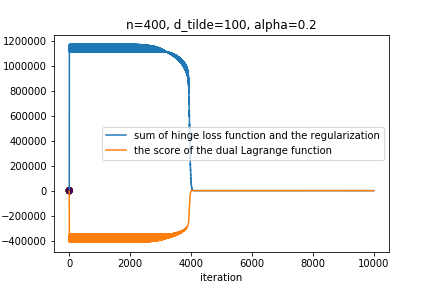 n=400, d_tilde=100, alpha=0.2
1200000
1000000
800000
600000
400000
200000
0
−200000
−400000
sum of hinge loss function and the regularization
the score of the dual Lagrange function
0 2000 4000 6000 8000 10000
iteration